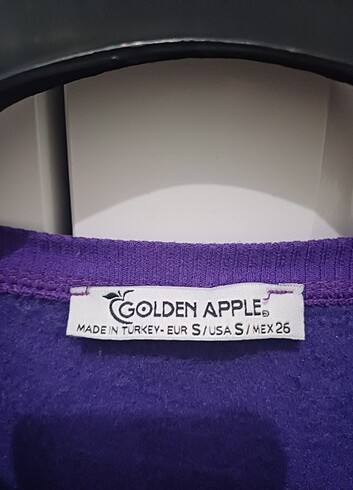 GOLDEN APPLE
MADE IN TURKEY- EUR S/USA S/MEX 26